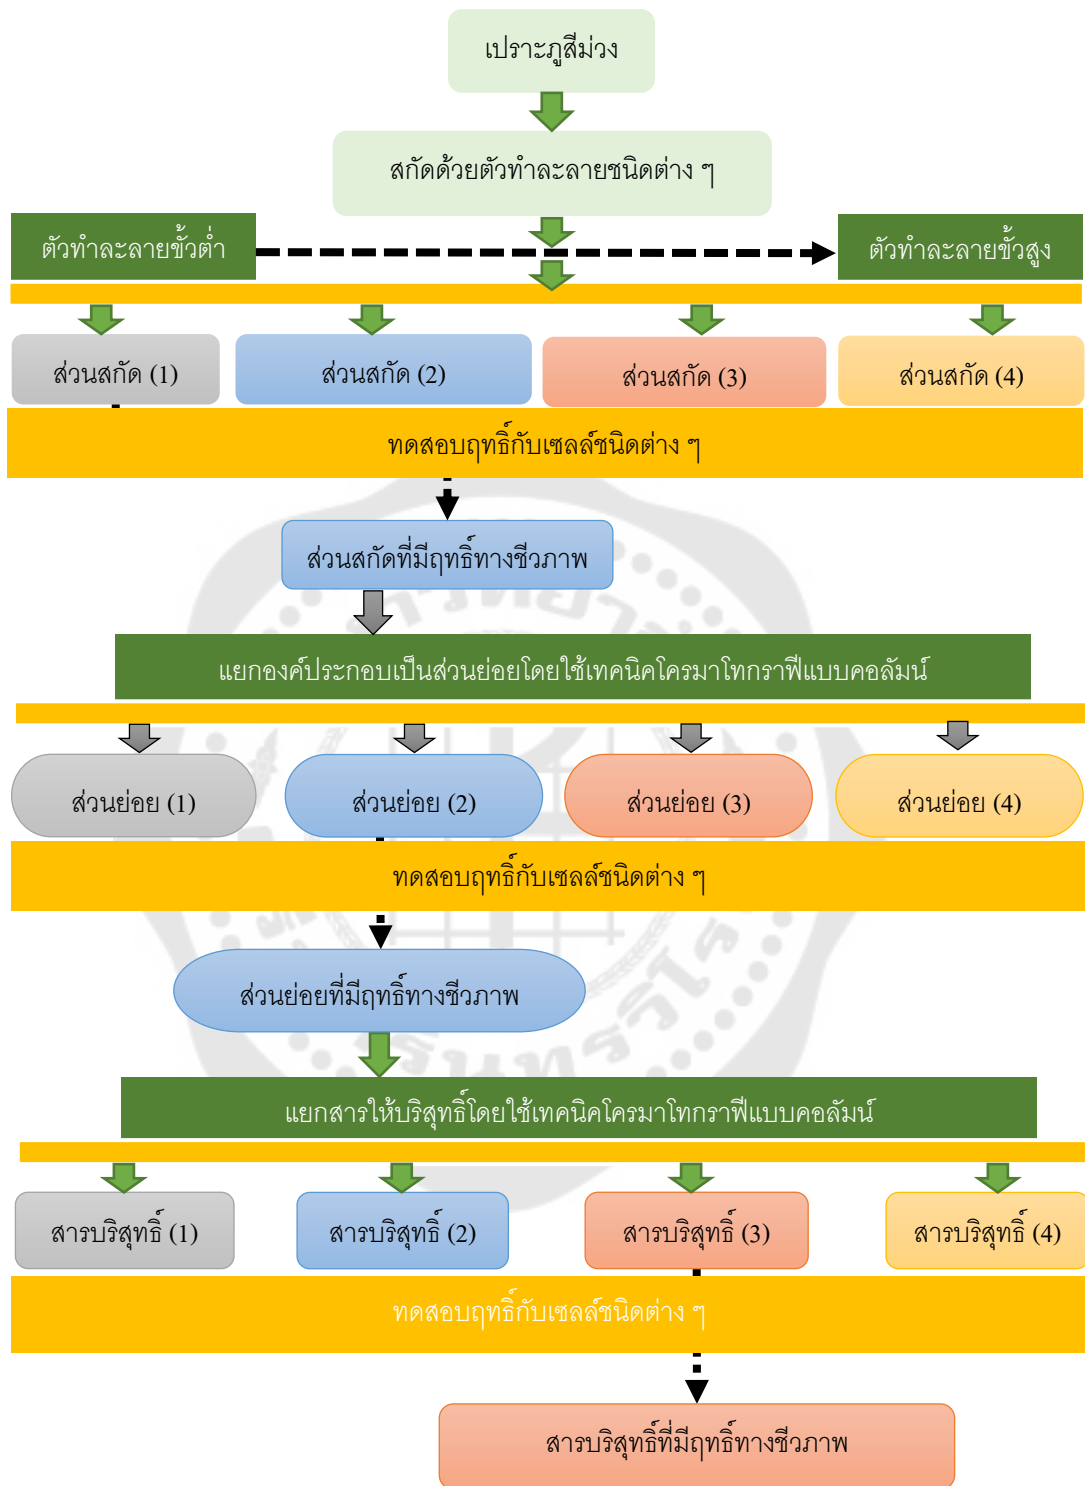 เปราะภูสีม่วง
สกัดด้วยตัวทำละลายชนิดต่าง ๆ
ตัวทำละลายขั้วต่ำ
ตัวทำละลายขั้วสูง
ส่วนสกัด (1)
ส่วนสกัด (2)
ส่วนสกัด (3)
ส่วนสกัด (4)
ทดสอบฤทธิ์กับเซลล์ชนิดต่าง ๆ
ส่วนสกัดที่มีฤทธิ์ทางชีวภาพ
แยกองค์ประกอบเป็นส่วนย่อยโดยใช้เทคนิคโครมาโทกราฟีแบบคอลัมน์
ส่วนย่อย (1)
ส่วนย่อย (2)
ส่วนย่อย (3)
ส่วนย่อย (4)
ทดสอบฤทธิ์กับเซลล์ชนิดต่าง ๆ
ส่วนย่อยที่มีฤทธิ์ทางชีวภาพ
แยกสารให้บริสุทธิ์โดยใช้เทคนิคโครมาโทกราฟีแบบคอลัมน์
สารบริสุทธิ์ (1)
สารบริสุทธิ์ (2)
สารบริสุทธิ์ (3)
สารบริสุทธิ์ (4)
ทดสอบฤทธิ์กับเซลล์ชนิดต่าง ๆ
สารบริสุทธิ์ที่มีฤทธิ์ทางชีวภาพ